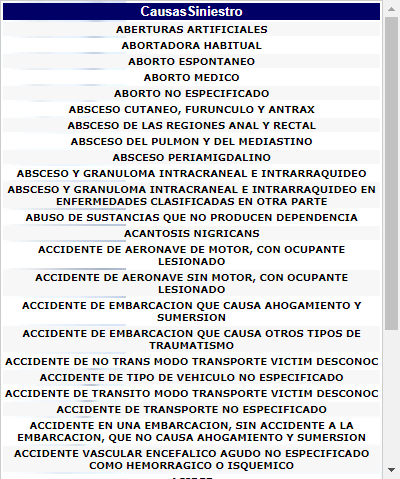 CausasSiniestro
ABERTURAS ARTIFICIALES
ABORTADORA HABITUAL
ABORTO ESPONTANEO
ABORTO MEDICO
ABORTO NO ESPECIFICADO
ABSCESO CUTANEO, FURUNCULO Y ANTRAX
ABSCESO DE LAS REGIONES ANAL Y RECTAL
ABSCESO DEL PULMON Y DEL MEDIASTINO
ABSCESO PERIAMIGDALINO
ABSCESO Y GRANULOMA INTRACRANEAL E INTRARRAQUIDEO
ABSCESO Y GRANULOMA INTRACRANEAL E INTRARRAQUIDEO EN
ENFERMEDADES CLASIFICADAS EN OTRA PARTE
ABUSO DE SUSTANCIAS QUE NO PRODUCEN DEPENDENCIA
ACANTOSIS NIGRICANS
ACCIDENTE DE AERONAVE DE MOTOR, CON OCUPANTE
LESIONADO
ACCIDENTE DE AERONAVE SIN MOTOR, CON OCUPANTE
LESIONADO
ACCIDENTE DE EMBARCACION QUE CAUSA AHOGAMIENTO Y
SUMERSION
ACCIDENTE DE EMBARCACION QUE CAUSA OTROS TIPOS DE
TRAUMATISMO
ACCIDENTE DE NO TRANS MODO TRANSPORTE VICTIM DESCONOC
ACCIDENTE DE TIPO DE VEHICULO NO ESPECIFICADO
ACCIDENTE DE TRANSITO MODO TRANSPORTE VICTIM DESCONOC
ACCIDENTE DE TRANSPORTE NO ESPECIFICADO
ACCIDENTE EN UNA EMBARCACION, SIN ACCIDENTE A LA
EMBARCACION, QUE NO CAUSA AHOGAMIENTO Y SUMERSION
ACCIDENTE VASCULAR ENCEFALICO AGUDO NO ESPECIFICADO
COMO HEMORRAGICO O ISQUEMICO